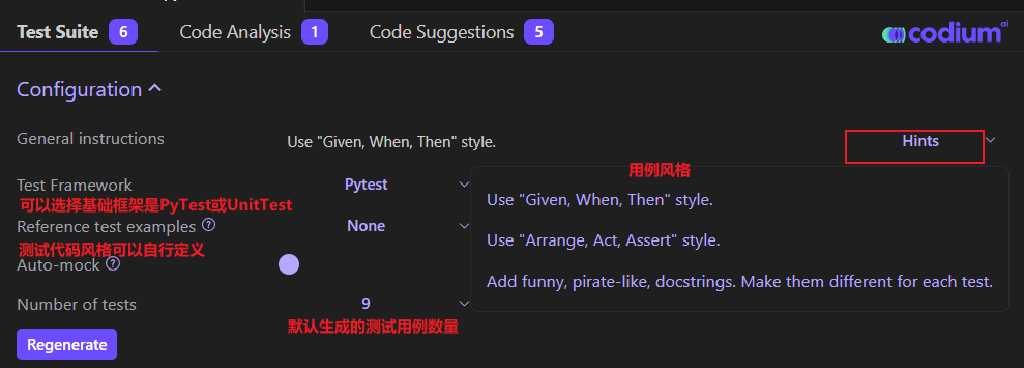 Test Suite 6 Code Analysis 1 Code Suggestions 5 codium ai
Configuration
General instructions Use "Given, When, Then" style. Hints
用例风格
Test Framework Pytest
Use "Given, When, Then" style.
可以选择基础框架是PyTest或UnitTest
Reference test examples ? None
Use "Arrange, Act, Assert" style.
测试代码风格可以自行定义
Auto-mock ?
Add funny, pirate-like, docstrings. Make them different for each test.
Number of tests 9
默认生成的测试用例数量
Regenerate